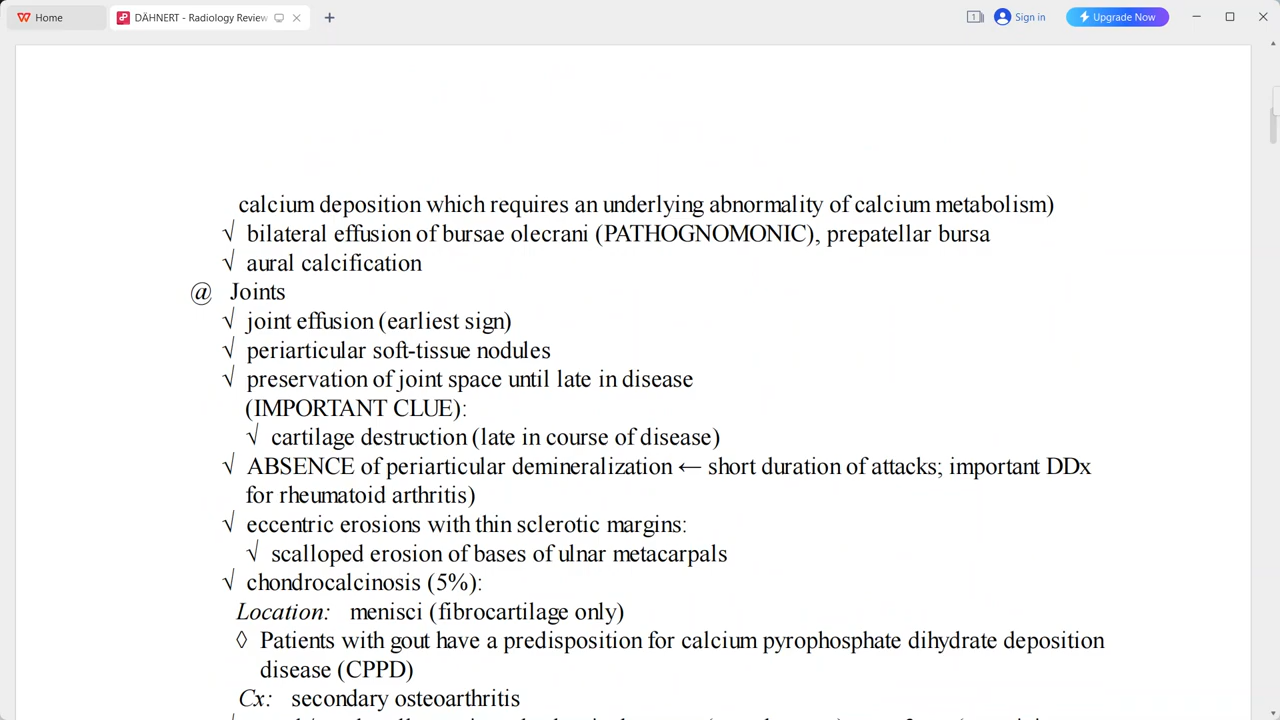 Home
DÄHNERT - Radiology Review
1
Sign in
Upgrade Now
calcium deposition which requires an underlying abnormality of calcium metabolism)
√ bilateral effusion of bursae olecrani (PATHOGNOMONIC), prepatellar bursa
√ aural calcification
@ Joints
√ joint effusion (earliest sign)
√ periarticular soft-tissue nodules
√ preservation of joint space until late in disease
(IMPORTANT CLUE):
√ cartilage destruction (late in course of disease)
√ ABSENCE of periarticular demineralization ← short duration of attacks; important DDx
for rheumatoid arthritis)
√ eccentric erosions with thin sclerotic margins:
√ scalloped erosion of bases of ulnar metacarpals
√ chondrocalcinosis (5%):
Location: menisci (fibrocartilage only)
◊ Patients with gout have a predisposition for calcium pyrophosphate dihydrate deposition
disease (CPPD)
Cx: secondary osteoarthritis